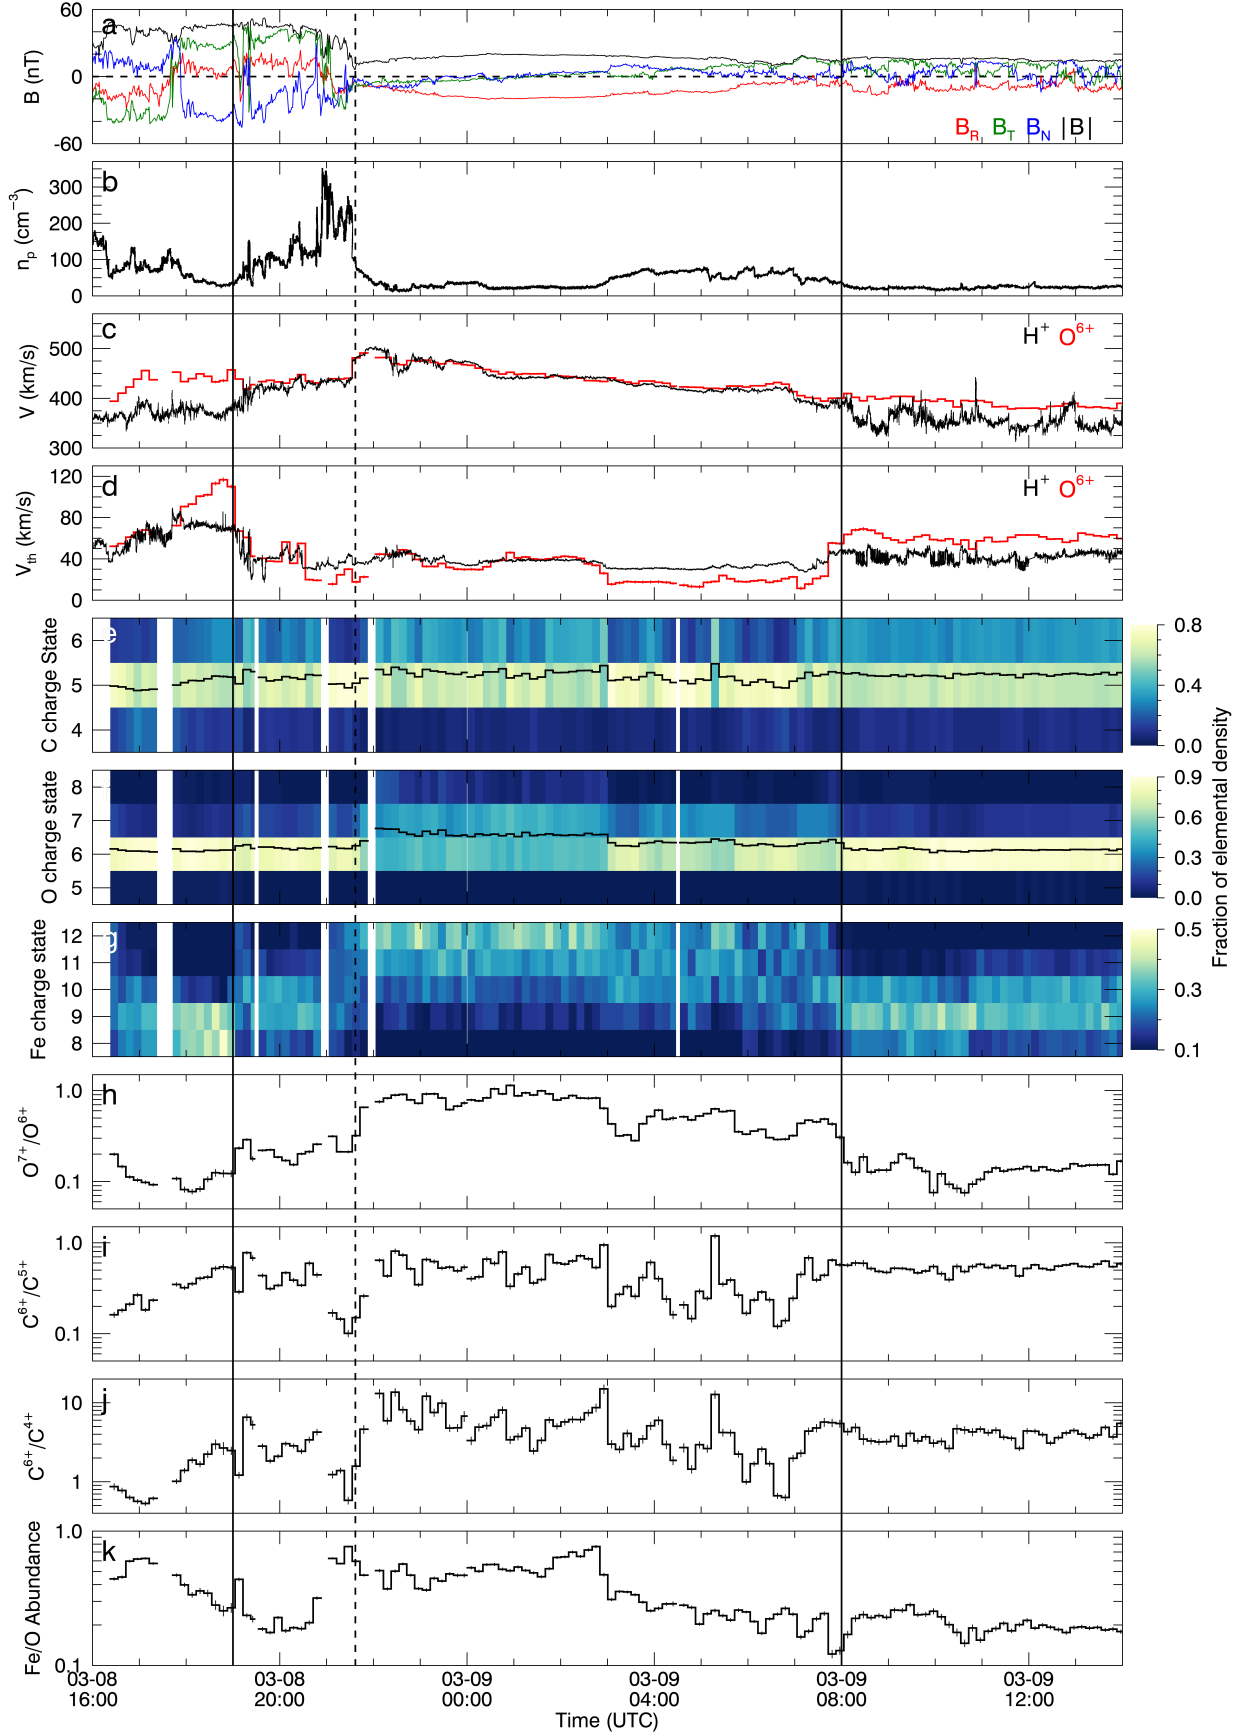 a
60
0
-60
B (nT)
B_R B_T B_N |B|
b
300
200
100
0
n_p (cm^-3)
c
H^+ O^6+
500
400
300
V (km/s)
d
H^+ O^6+
120
80
40
0
V_th (km/s)
e
6
5
4
C charge State
0.8
0.4
0.0
8
7
6
5
O charge state
0.9
0.6
0.3
0.0
Fraction of elemental density
g
12
11
10
9
8
Fe charge state
0.5
0.3
0.1
h
1.0
0.1
O^7+/O^6+
i
1.0
0.1
C^6+/C^5+
j
10
1
C^6+/C^4+
k
1.0
0.1
Fe/O Abundance
03-08 03-08 03-09 03-09 03-09 03-09
16:00 20:00 00:00 04:00 08:00 12:00
Time (UTC)